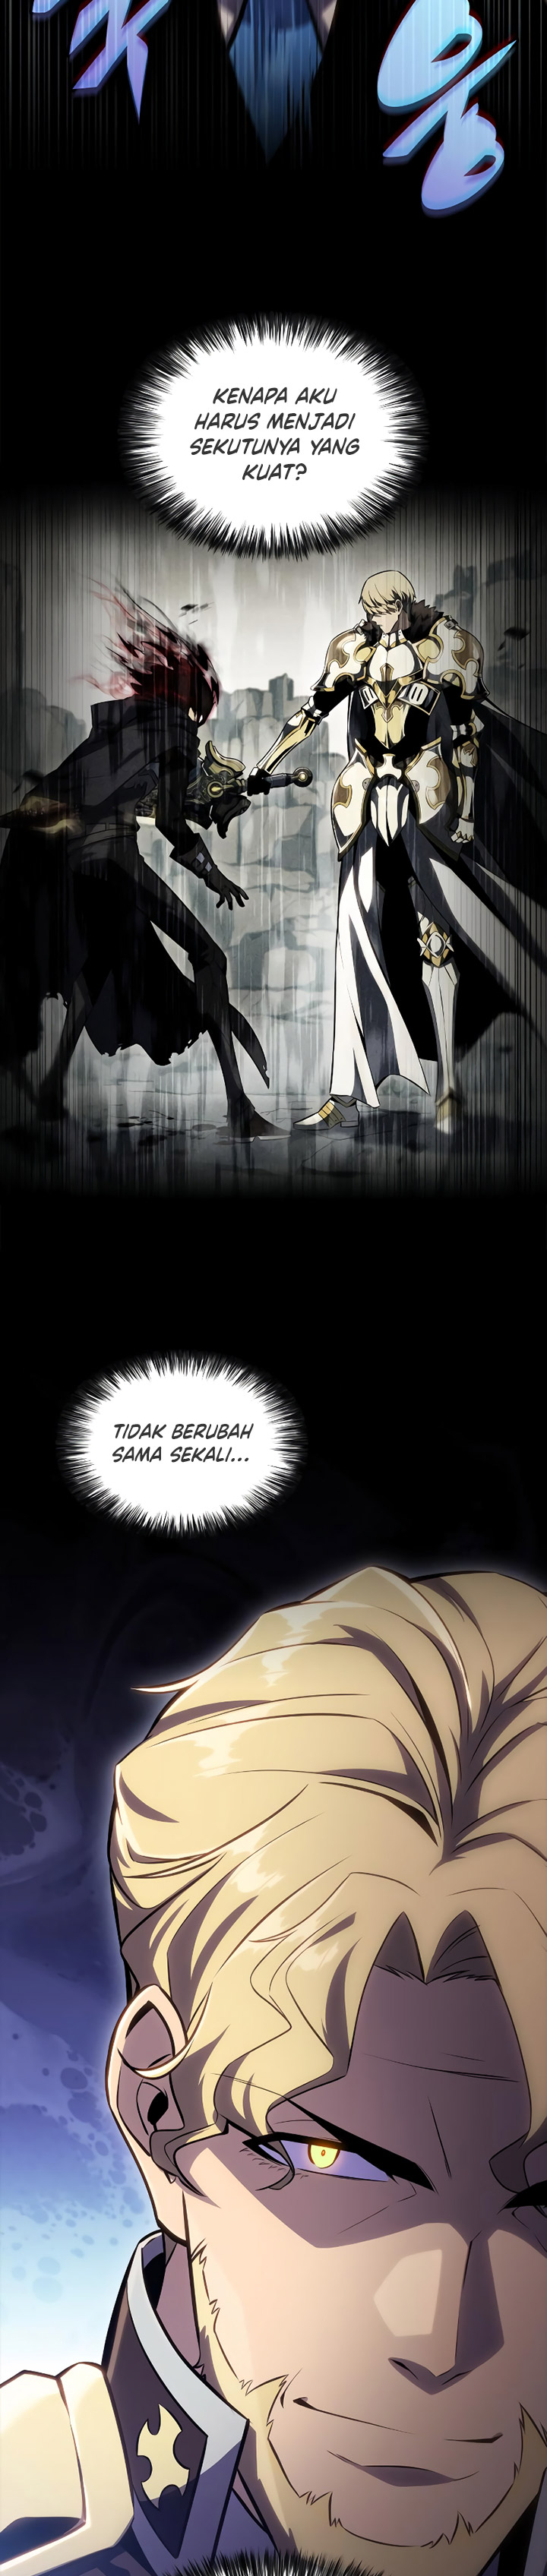 KENAPA AKU
HARUS MENJADI
SEKUTUNYA YANG
KUAT?
TIDAK BERUBAH
SAMA SEKALI...